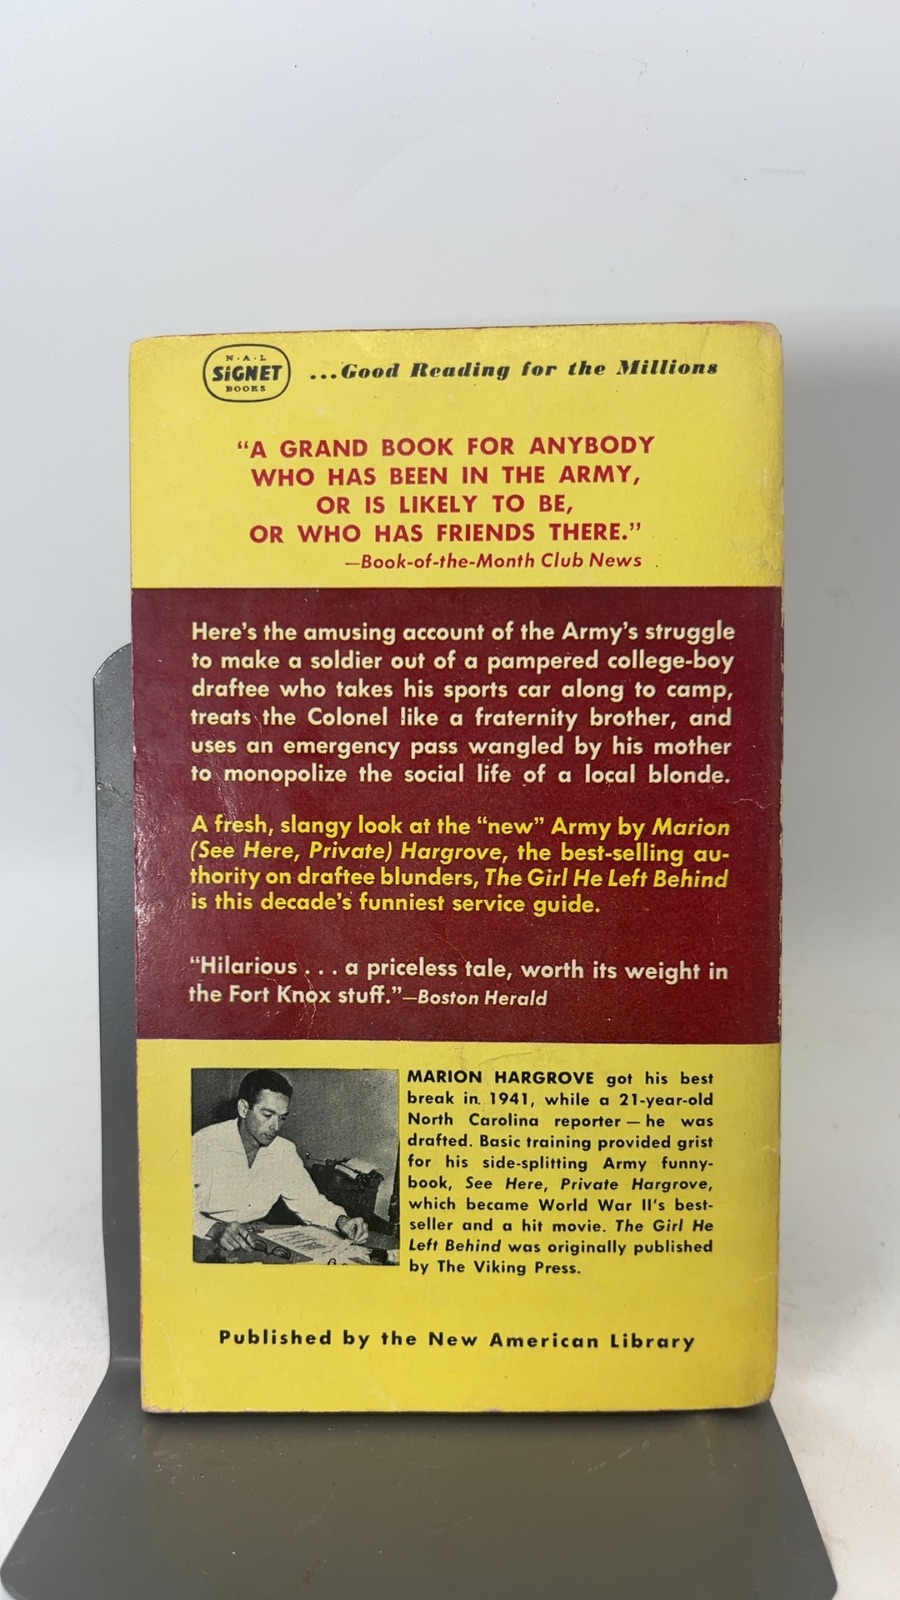 N·A·L
SIGNET
BOOKS
...Good Reading for the Millions
"A GRAND BOOK FOR ANYBODY
WHO HAS BEEN IN THE ARMY,
OR IS LIKELY TO BE,
OR WHO HAS FRIENDS THERE."
—Book-of-the-Month Club News
Here's the amusing account of the Army's struggle
to make a soldier out of a pampered college-boy
draftee who takes his sports car along to camp,
treats the Colonel like a fraternity brother, and
uses an emergency pass wangled by his mother
to monopolize the social life of a local blonde.
A fresh, slangy look at the "new" Army by Marion
(See Here, Private) Hargrove, the best-selling au-
thority on draftee blunders, The Girl He Left Behind
is this decade's funniest service guide.
"Hilarious . . . a priceless tale, worth its weight in
the Fort Knox stuff."—Boston Herald
MARION HARGROVE got his best
break in 1941, while a 21-year-old
North Carolina reporter — he was
drafted. Basic training provided grist
for his side-splitting Army funny-
book, See Here, Private Hargrove,
which became World War II's best-
seller and a hit movie. The Girl He
Left Behind was originally published
by The Viking Press.
Published by the New American Library